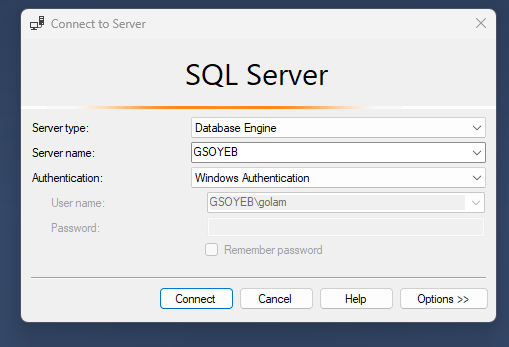 Connect to Server
SQL Server
Server type: Database Engine
Server name: GSOYEB
Authentication: Windows Authentication
User name: GSOYEB\golam
Password:
Remember password
Connect Cancel Help Options >>